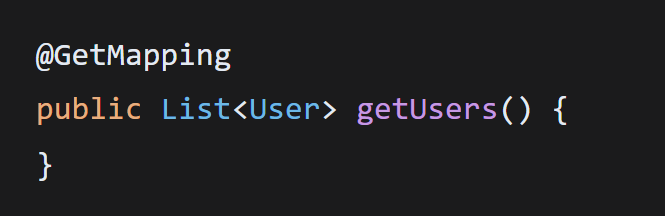 @GetMapping
public List<User> getUsers() {
}